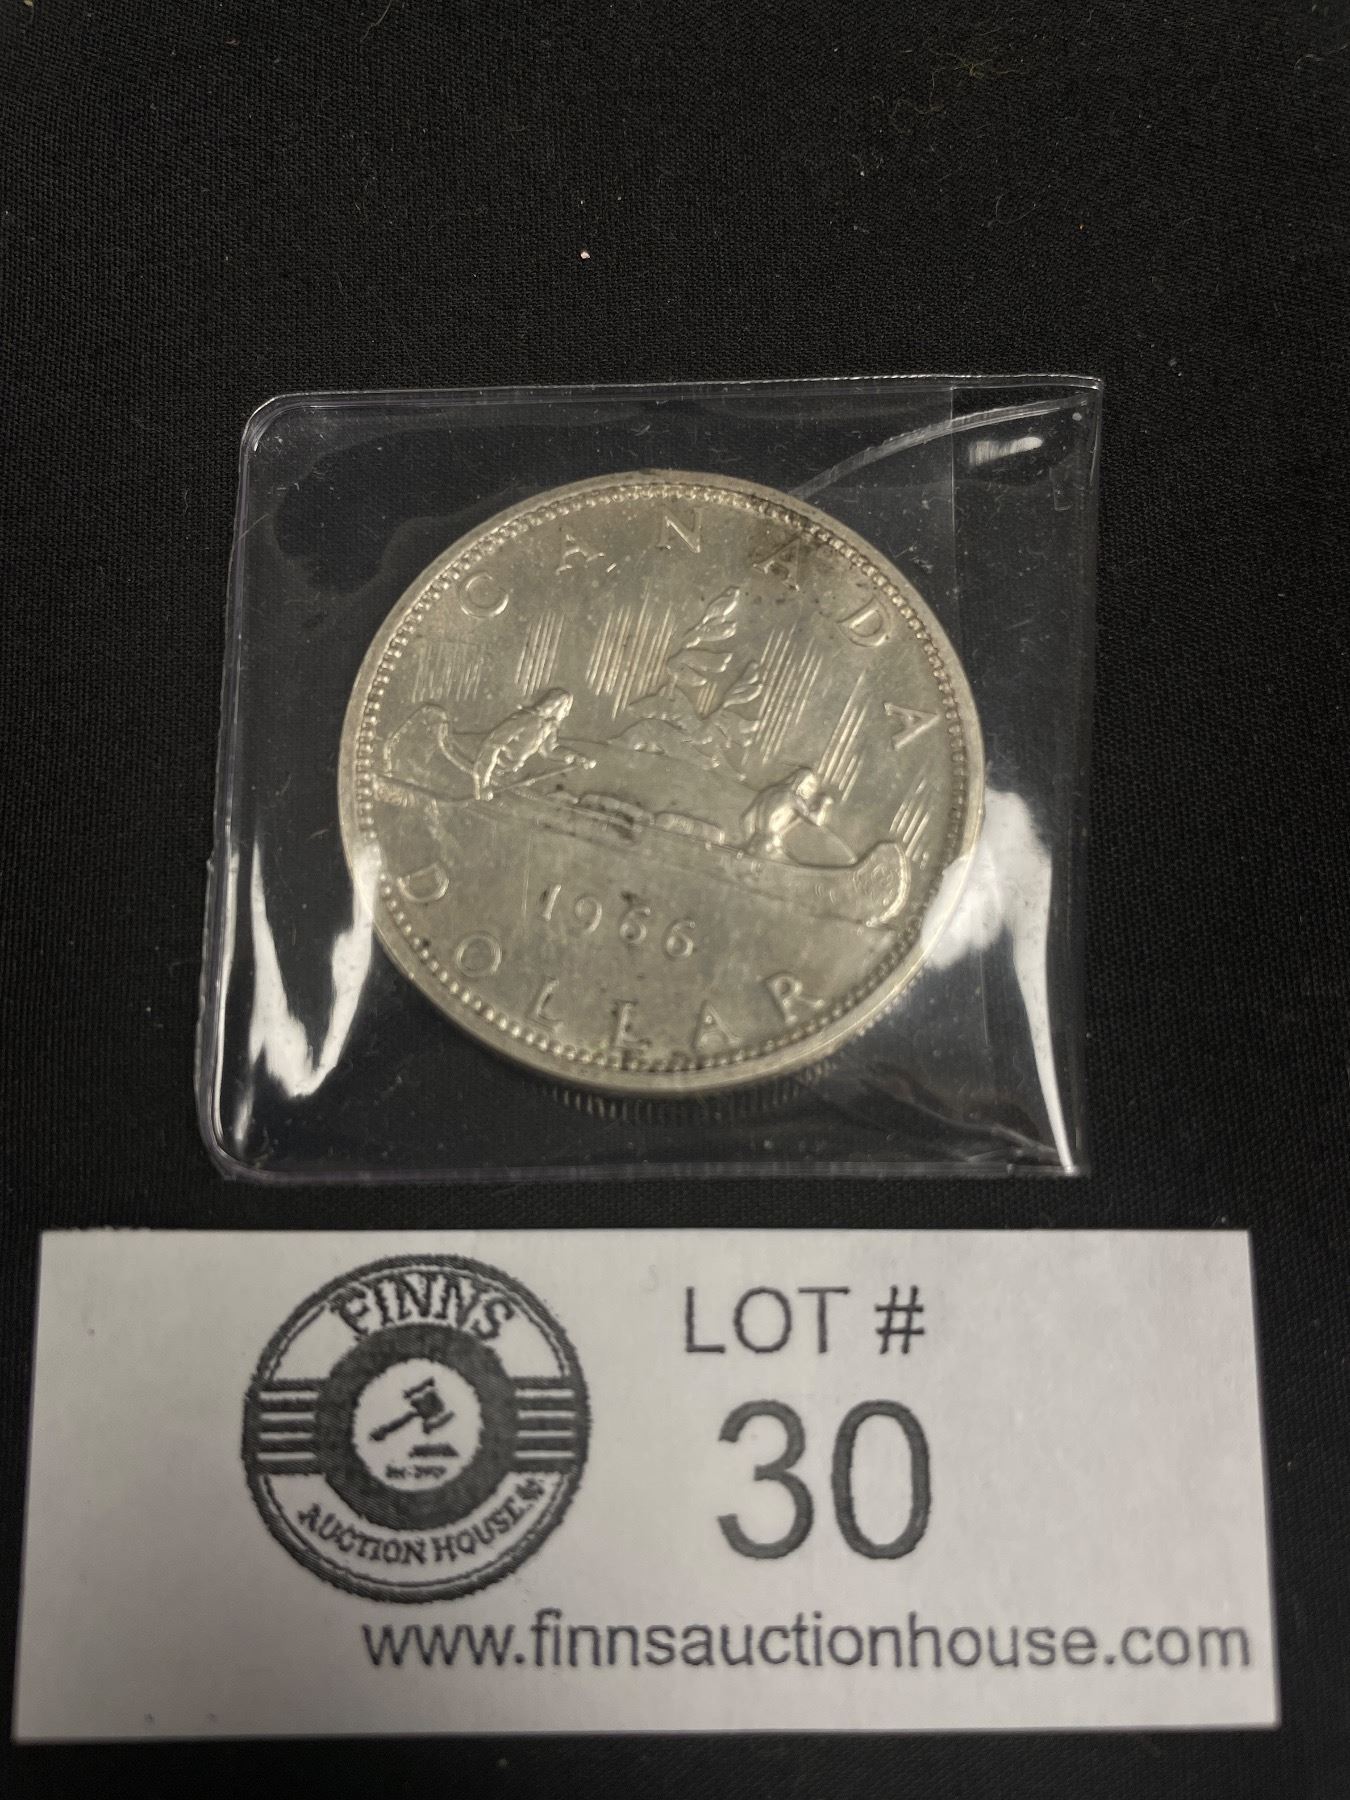 CANADA
1966
DOLLAR
FINNS
AUCTION HOUSE
LOT #
30
www.finnsauctionhouse.com